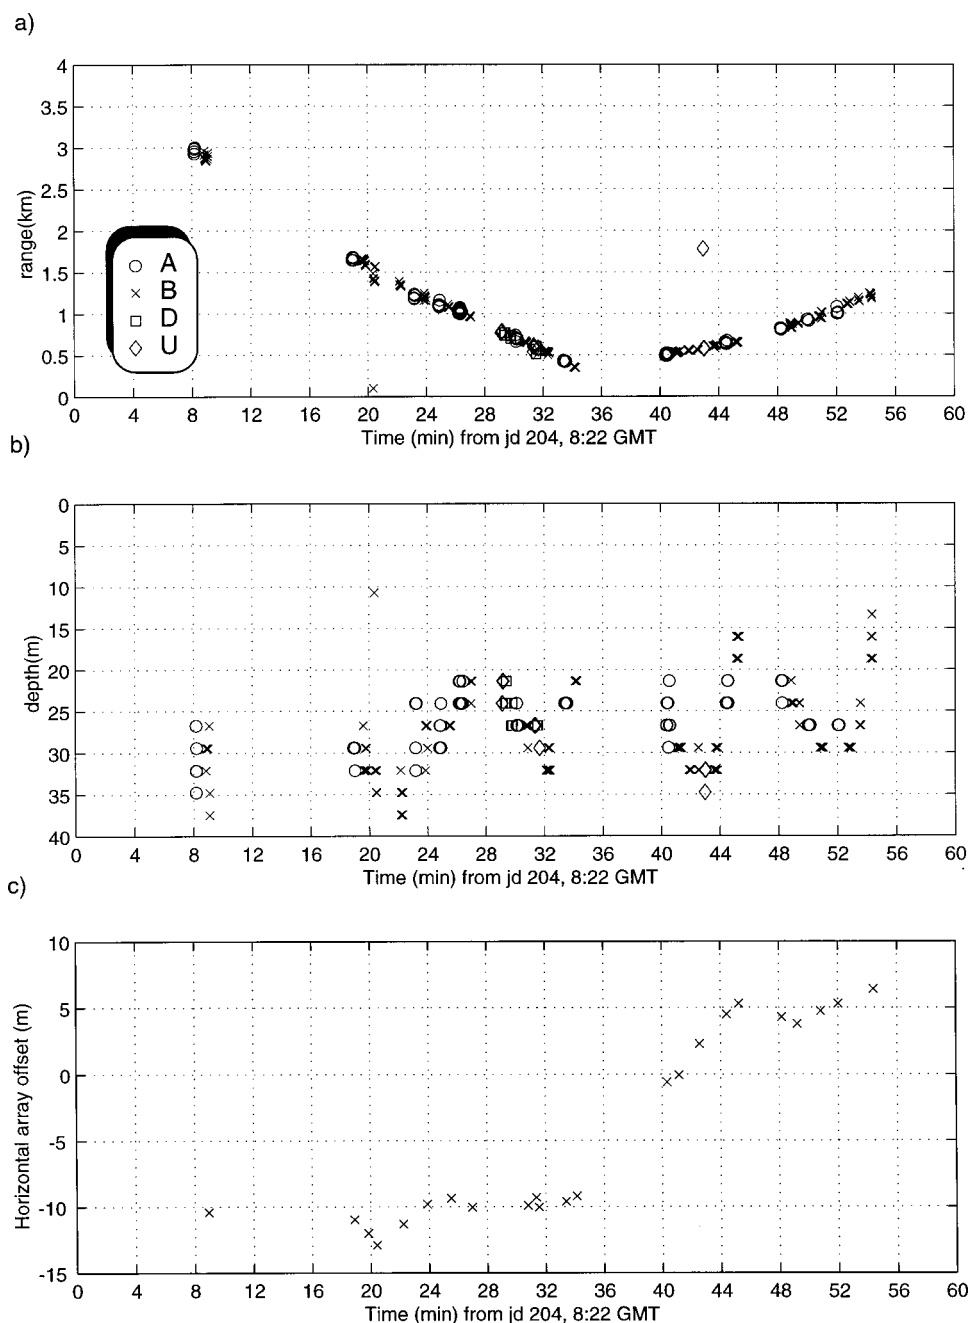 a)
4
3.5
3
2.5
2
1.5
1
0.5
0
range(km)
A
B
D
U
0 4 8 12 16 20 24 28 32 36 40 44 48 52 56 60
Time (min) from jd 204, 8:22 GMT
b)
0
5
10
15
20
25
30
35
40
depth(m)
0 4 8 12 16 20 24 28 32 36 40 44 48 52 56 60
Time (min) from jd 204, 8:22 GMT
c)
10
5
0
-5
-10
-15
Horizontal array offset (m)
0 4 8 12 16 20 24 28 32 36 40 44 48 52 56 60
Time (min) from jd 204, 8:22 GMT